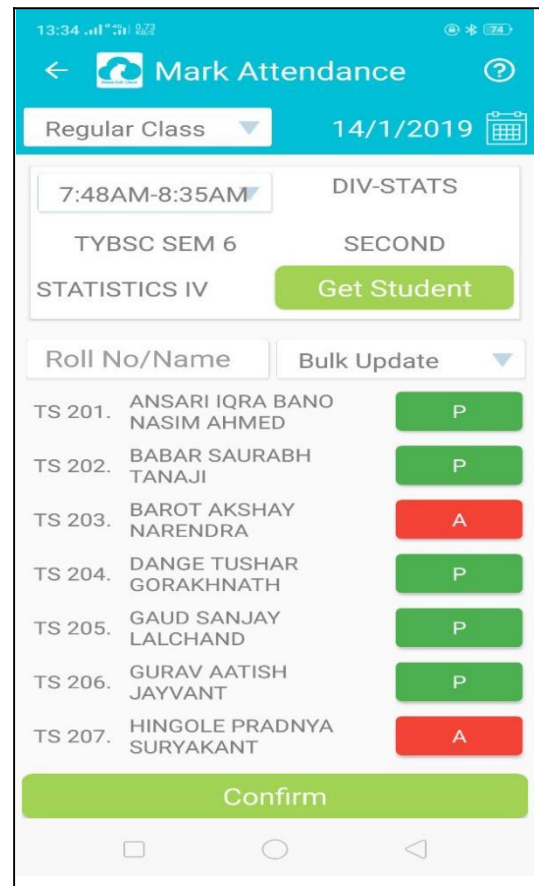 13:34
74
Mark Attendance
Regular Class
14/1/2019
7:48AM-8:35AM
DIV-STATS
TYBSC SEM 6
SECOND
STATISTICS IV
Get Student
Roll No/Name
Bulk Update
TS 201. ANSARI IQRA BANO
NASIM AHMED
P
TS 202. BABAR SAURABH
TANAJI
P
TS 203. BAROT AKSHAY
NARENDRA
A
TS 204. DANGE TUSHAR
GORAKHNATH
P
TS 205. GAUD SANJAY
LALCHAND
P
TS 206. GURAV AATISH
JAYVANT
P
TS 207. HINGOLE PRADNYA
SURYAKANT
A
Confirm